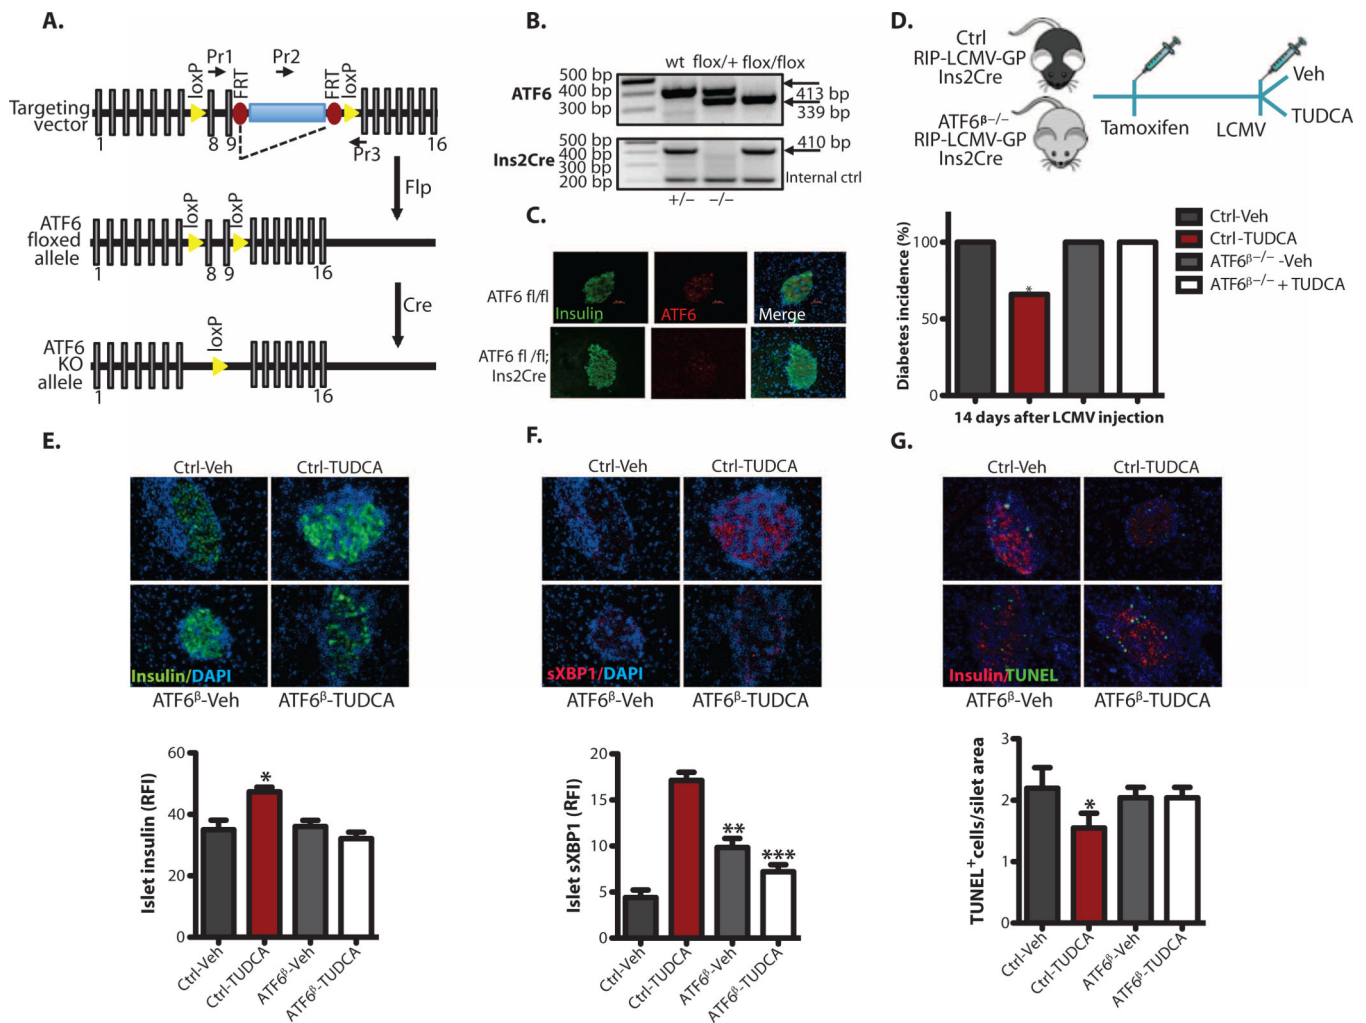 A.
loxP
Pr1
FRT
Pr2
FRT
loxP
Targeting
vector
1
8
9
Pr3
16
Flp
ATF6
floxed
allele
loxP
loxP
1
8
9
16
Cre
ATF6
KO
allele
loxP
1
16
B.
wt flox/+ flox/flox
ATF6
500 bp
400 bp
300 bp
413 bp
339 bp
Ins2Cre
500 bp
400 bp
300 bp
200 bp
410 bp
Internal ctrl
+/− −/−
C.
ATF6 fl/fl
Insulin
ATF6
Merge
ATF6 fl /fl;
Ins2Cre
D.
Ctrl
RIP-LCMV-GP
Ins2Cre
ATF6β−/−
RIP-LCMV-GP
Ins2Cre
Tamoxifen
LCMV
Veh
TUDCA
Diabetes incidence (%)
100
50
0
*
14 days after LCMV injection
Ctrl-Veh
Ctrl-TUDCA
ATF6β−/− -Veh
ATF6β−/− + TUDCA
E.
Ctrl-Veh
Ctrl-TUDCA
Insulin/DAPI
ATF6β-Veh
ATF6β-TUDCA
Islet insulin (RFI)
60
40
20
0
*
Ctrl-Veh
Ctrl-TUDCA
ATF6β-Veh
ATF6β-TUDCA
F.
Ctrl-Veh
Ctrl-TUDCA
sXBP1/DAPI
ATF6β-Veh
ATF6β-TUDCA
Islet sXBP1 (RFI)
20
15
10
5
0
**
***
Ctrl-Veh
Ctrl-TUDCA
ATF6β-Veh
ATF6β-TUDCA
G.
Ctrl-Veh
Ctrl-TUDCA
Insulin/TUNEL
ATF6β-Veh
ATF6β-TUDCA
TUNEL+cells/silet area
3
2
1
0
*
Ctrl-Veh
Ctrl-TUDCA
ATF6β-Veh
ATF6β-TUDCA